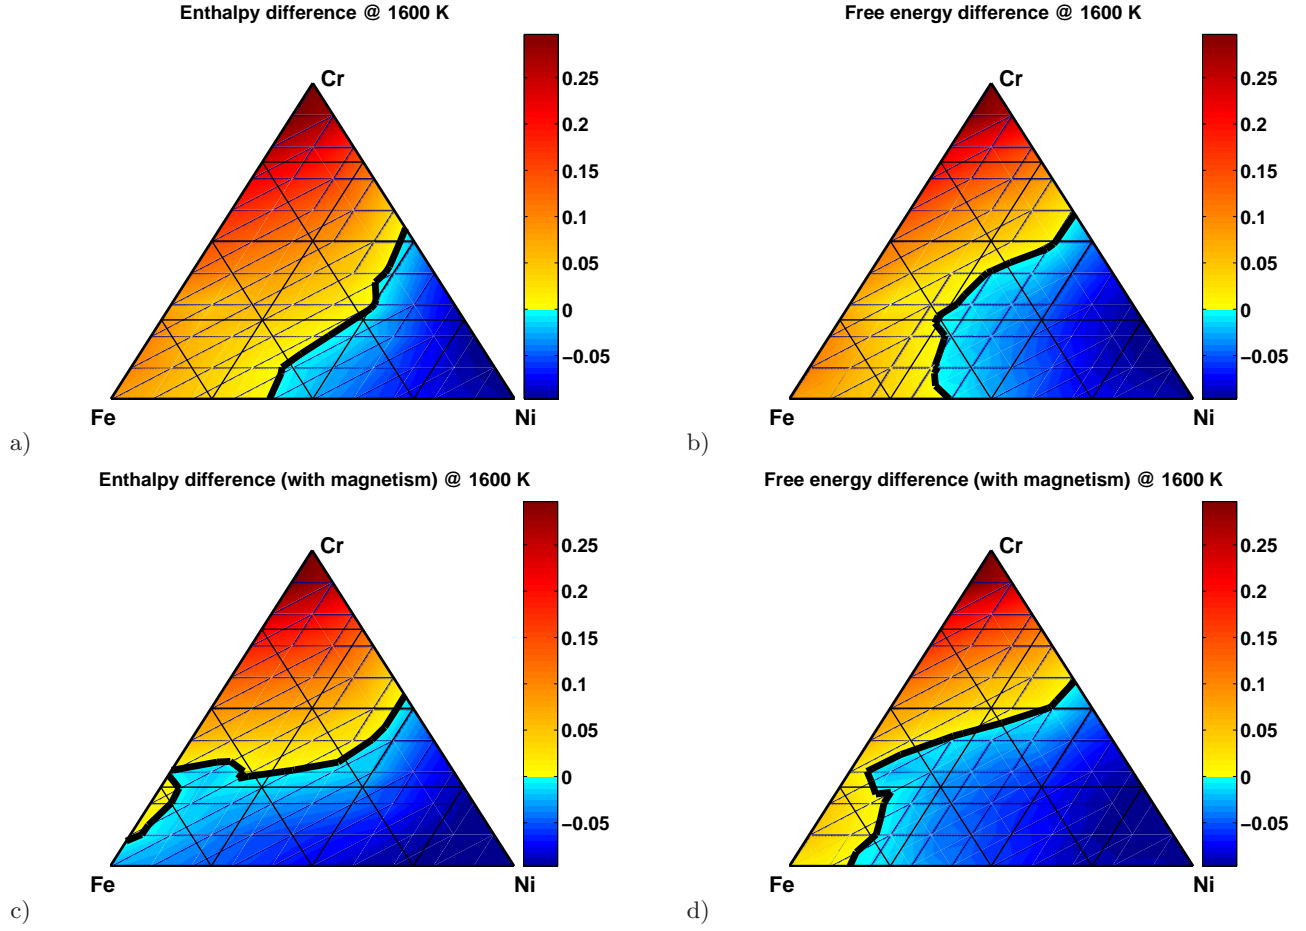 Enthalpy difference @ 1600 K
Cr
Fe
Ni
0.25
0.2
0.15
0.1
0.05
0
−0.05
a)
Free energy difference @ 1600 K
Cr
Fe
Ni
0.25
0.2
0.15
0.1
0.05
0
−0.05
b)
Enthalpy difference (with magnetism) @ 1600 K
Cr
Fe
Ni
0.25
0.2
0.15
0.1
0.05
0
−0.05
c)
Free energy difference (with magnetism) @ 1600 K
Cr
Fe
Ni
0.25
0.2
0.15
0.1
0.05
0
−0.05
d)